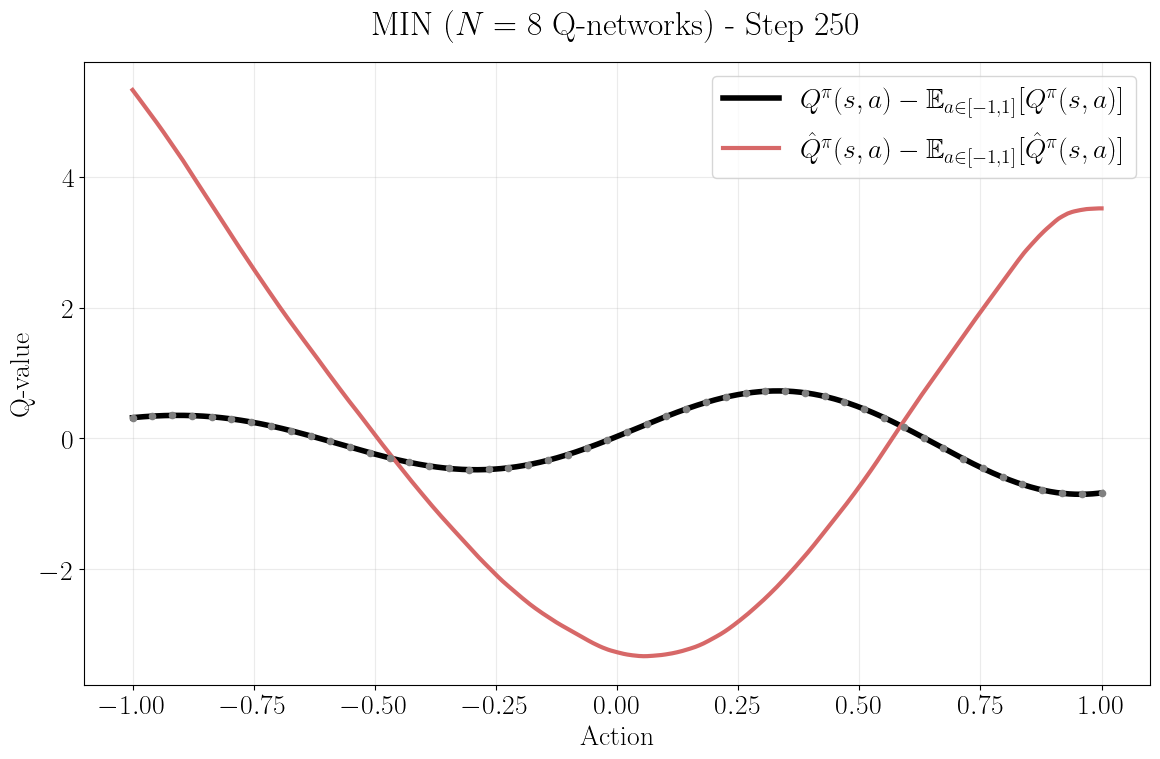 MIN (N = 8 Q-networks) - Step 250
Q^π(s, a) − 𝔼_{a∈[−1,1]}[Q^π(s, a)]
Q̂^π(s, a) − 𝔼_{a∈[−1,1]}[Q̂^π(s, a)]
Q-value
4
2
0
−2
−1.00 −0.75 −0.50 −0.25 0.00 0.25 0.50 0.75 1.00
Action